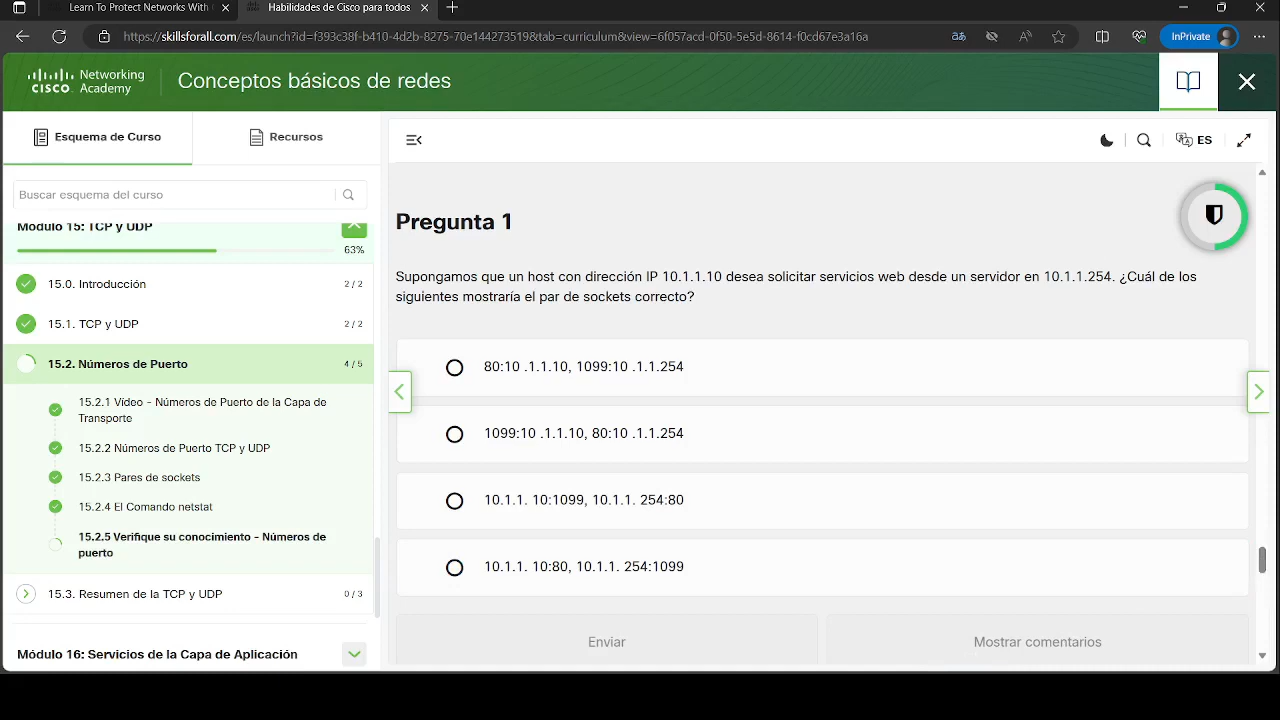 Learn To Protect Networks With
Habilidades de Cisco para todos
https://skillsforall.com/es/launch?id=f393c38f-b410-4d2b-8275-70e144273519&tab=curriculum&view=6f057acd-0f50-5e5d-8614-f0cd67e3a16a
InPrivate
CISCO Networking Academy
Conceptos básicos de redes
Esquema de Curso
Recursos
ES
Buscar esquema del curso
Módulo 15: TCP y UDP
63%
15.0. Introducción 2 / 2
15.1. TCP y UDP 2 / 2
15.2. Números de Puerto 4 / 5
15.2.1 Vídeo - Números de Puerto de la Capa de
Transporte
15.2.2 Números de Puerto TCP y UDP
15.2.3 Pares de sockets
15.2.4 El Comando netstat
15.2.5 Verifique su conocimiento - Números de
puerto
15.3. Resumen de la TCP y UDP 0 / 3
Módulo 16: Servicios de la Capa de Aplicación
Pregunta 1
Supongamos que un host con dirección IP 10.1.1.10 desea solicitar servicios web desde un servidor en 10.1.1.254. ¿Cuál de los
siguientes mostraría el par de sockets correcto?
80:10 .1.1.10, 1099:10 .1.1.254
1099:10 .1.1.10, 80:10 .1.1.254
10.1.1. 10:1099, 10.1.1. 254:80
10.1.1. 10:80, 10.1.1. 254:1099
Enviar
Mostrar comentarios